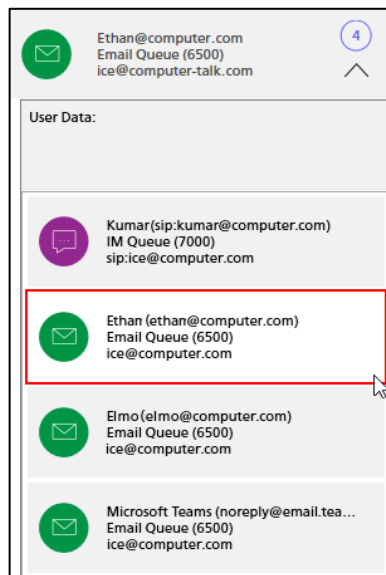 Ethan@computer.com
4
Email Queue (6500)
ice@computer-talk.com
User Data:
Kumar(sip:kumar@computer.com)
IM Queue (7000)
sip:ice@computer.com
Ethan (ethan@computer.com)
Email Queue (6500)
ice@computer.com
Elmo(elmo@computer.com)
Email Queue (6500)
ice@computer.com
Microsoft Teams (noreply@email.tea...
Email Queue (6500)
ice@computer.com